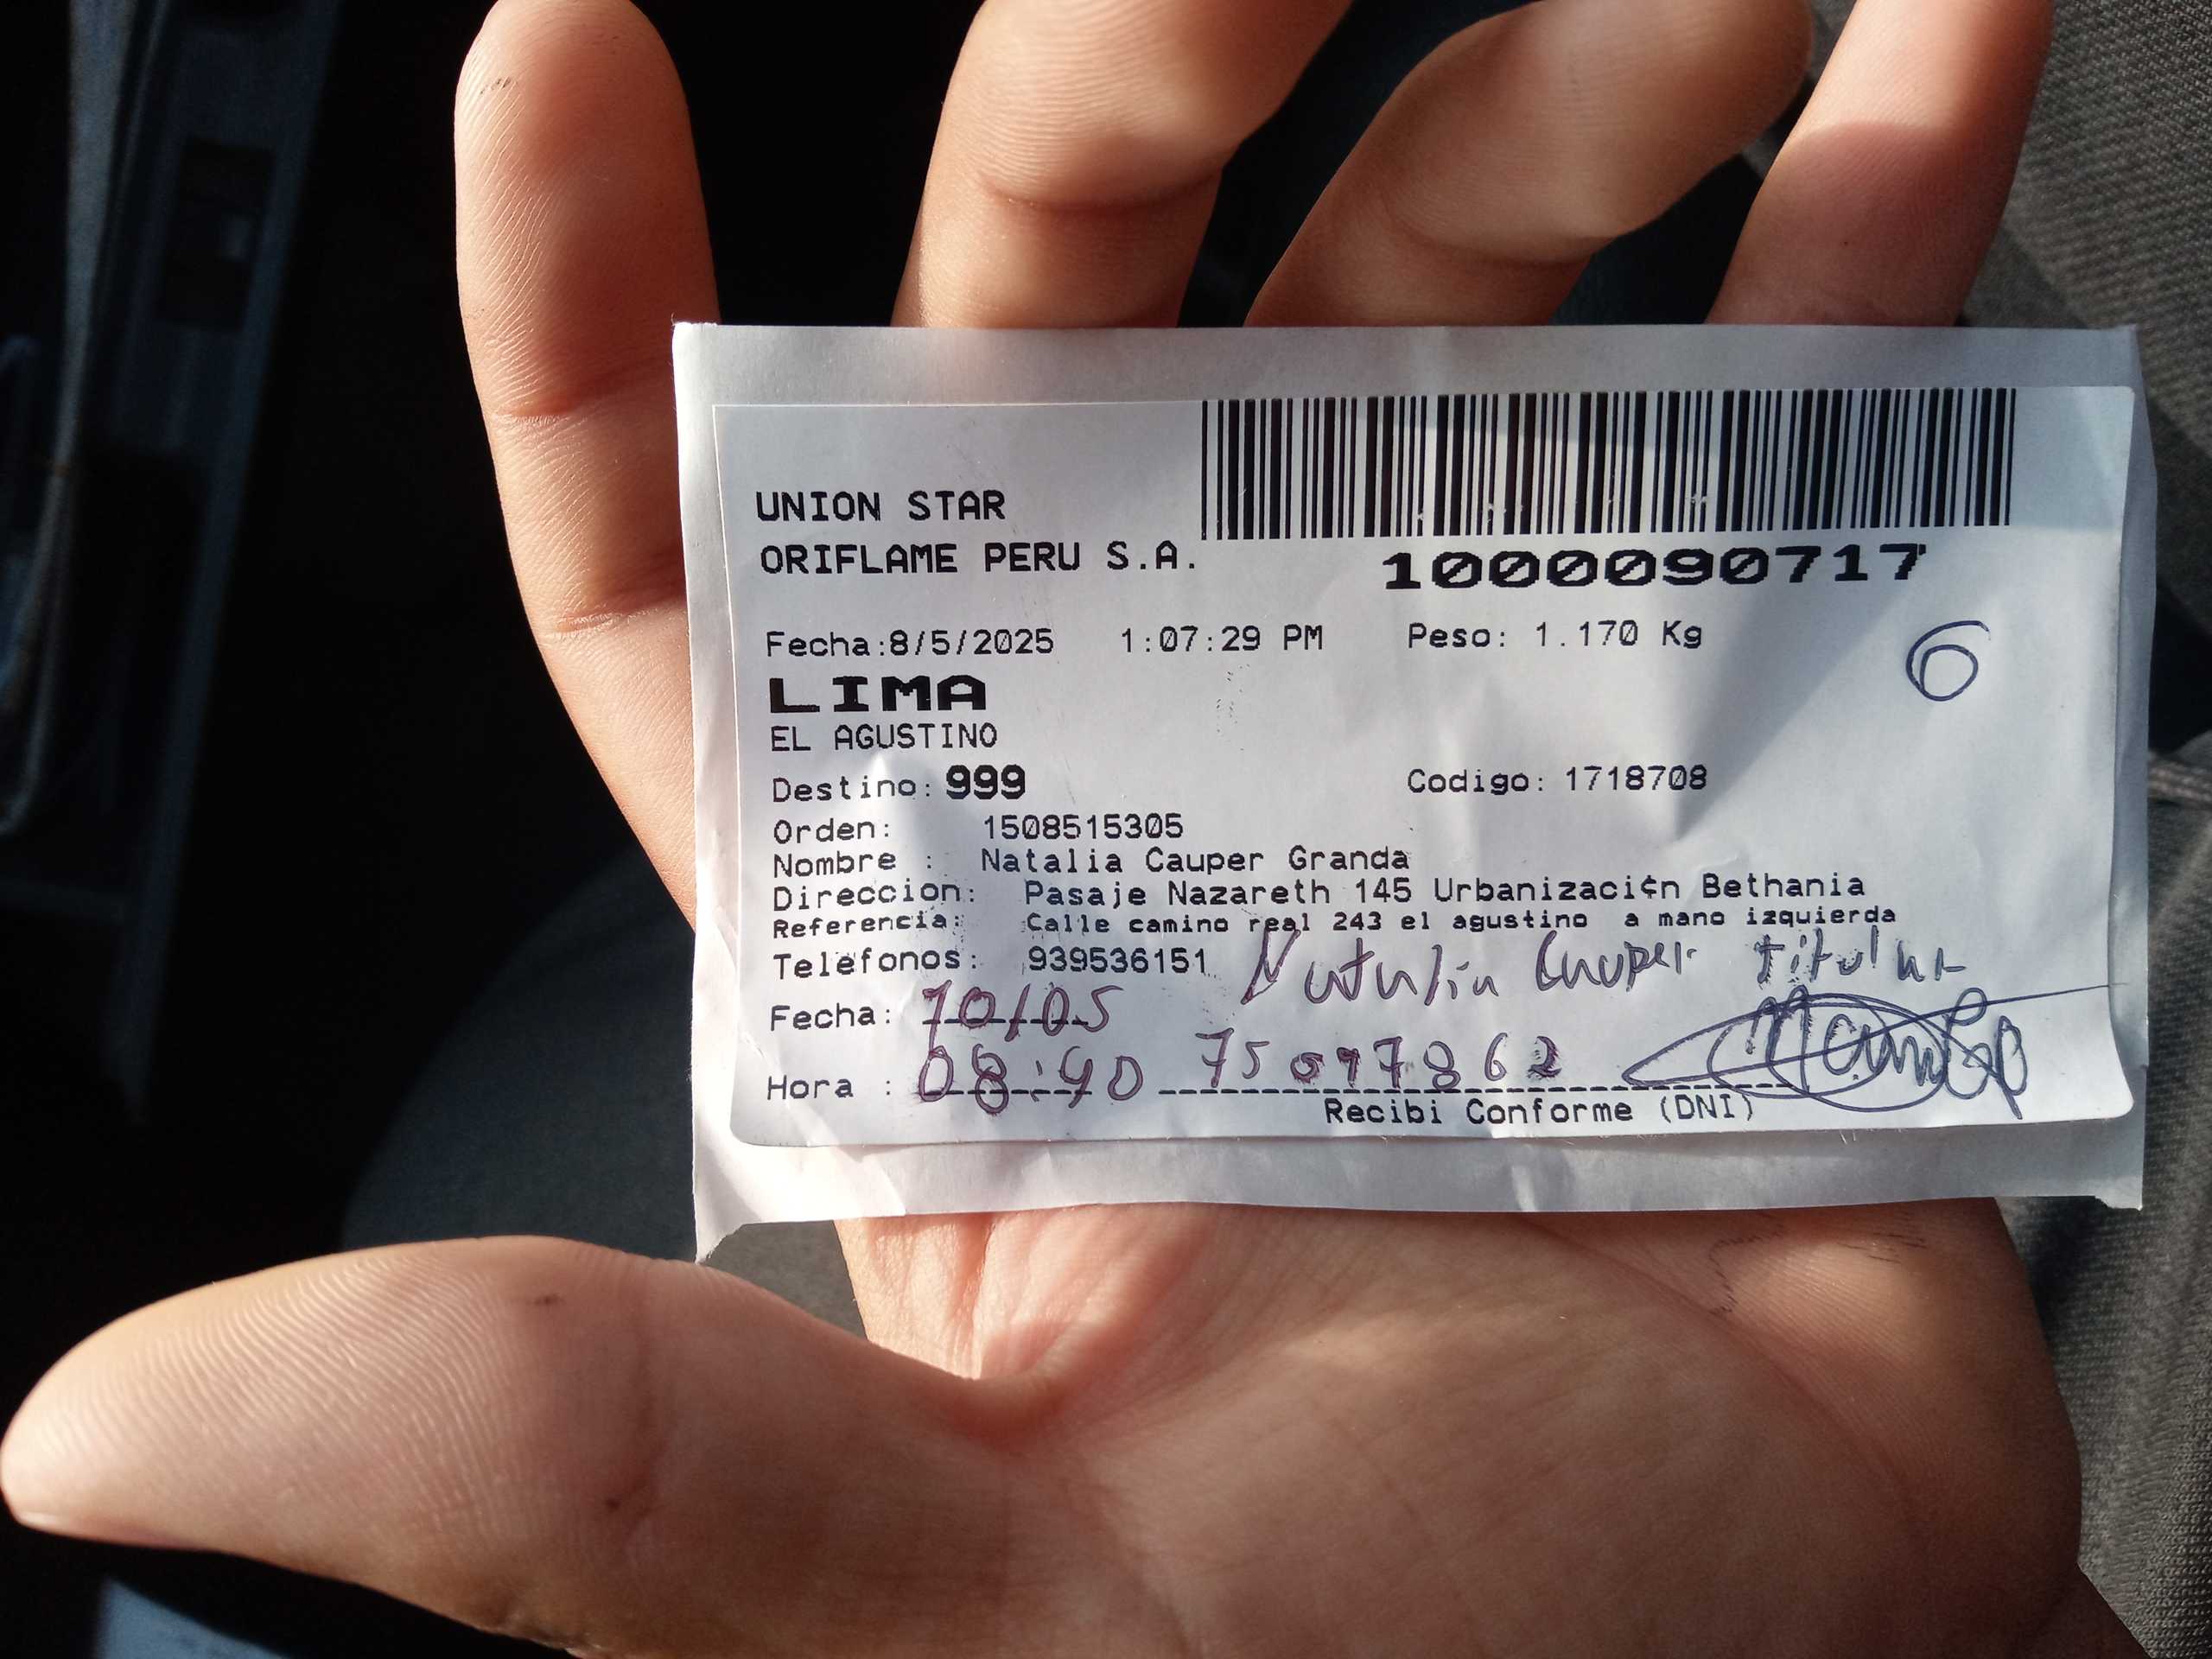 UNION STAR
ORIFLAME PERU S.A.
1000090717
Fecha:8/5/2025 1:07:29 PM Peso: 1.170 Kg
6
LIMA
EL AGUSTINO
Destino: 999 Codigo: 1718708
Orden: 1508515305
Nombre : Natalia Cauper Granda
Direccion: Pasaje Nazareth 145 Urbanizaci¢n Bethania
Referencia: Calle camino real 243 el agustino a mano izquierda
Telefonos: 939536151 Natalia Cauper titular
Fecha: 10/05
Hora : 08:40 75097862
Recibi Conforme (DNI)